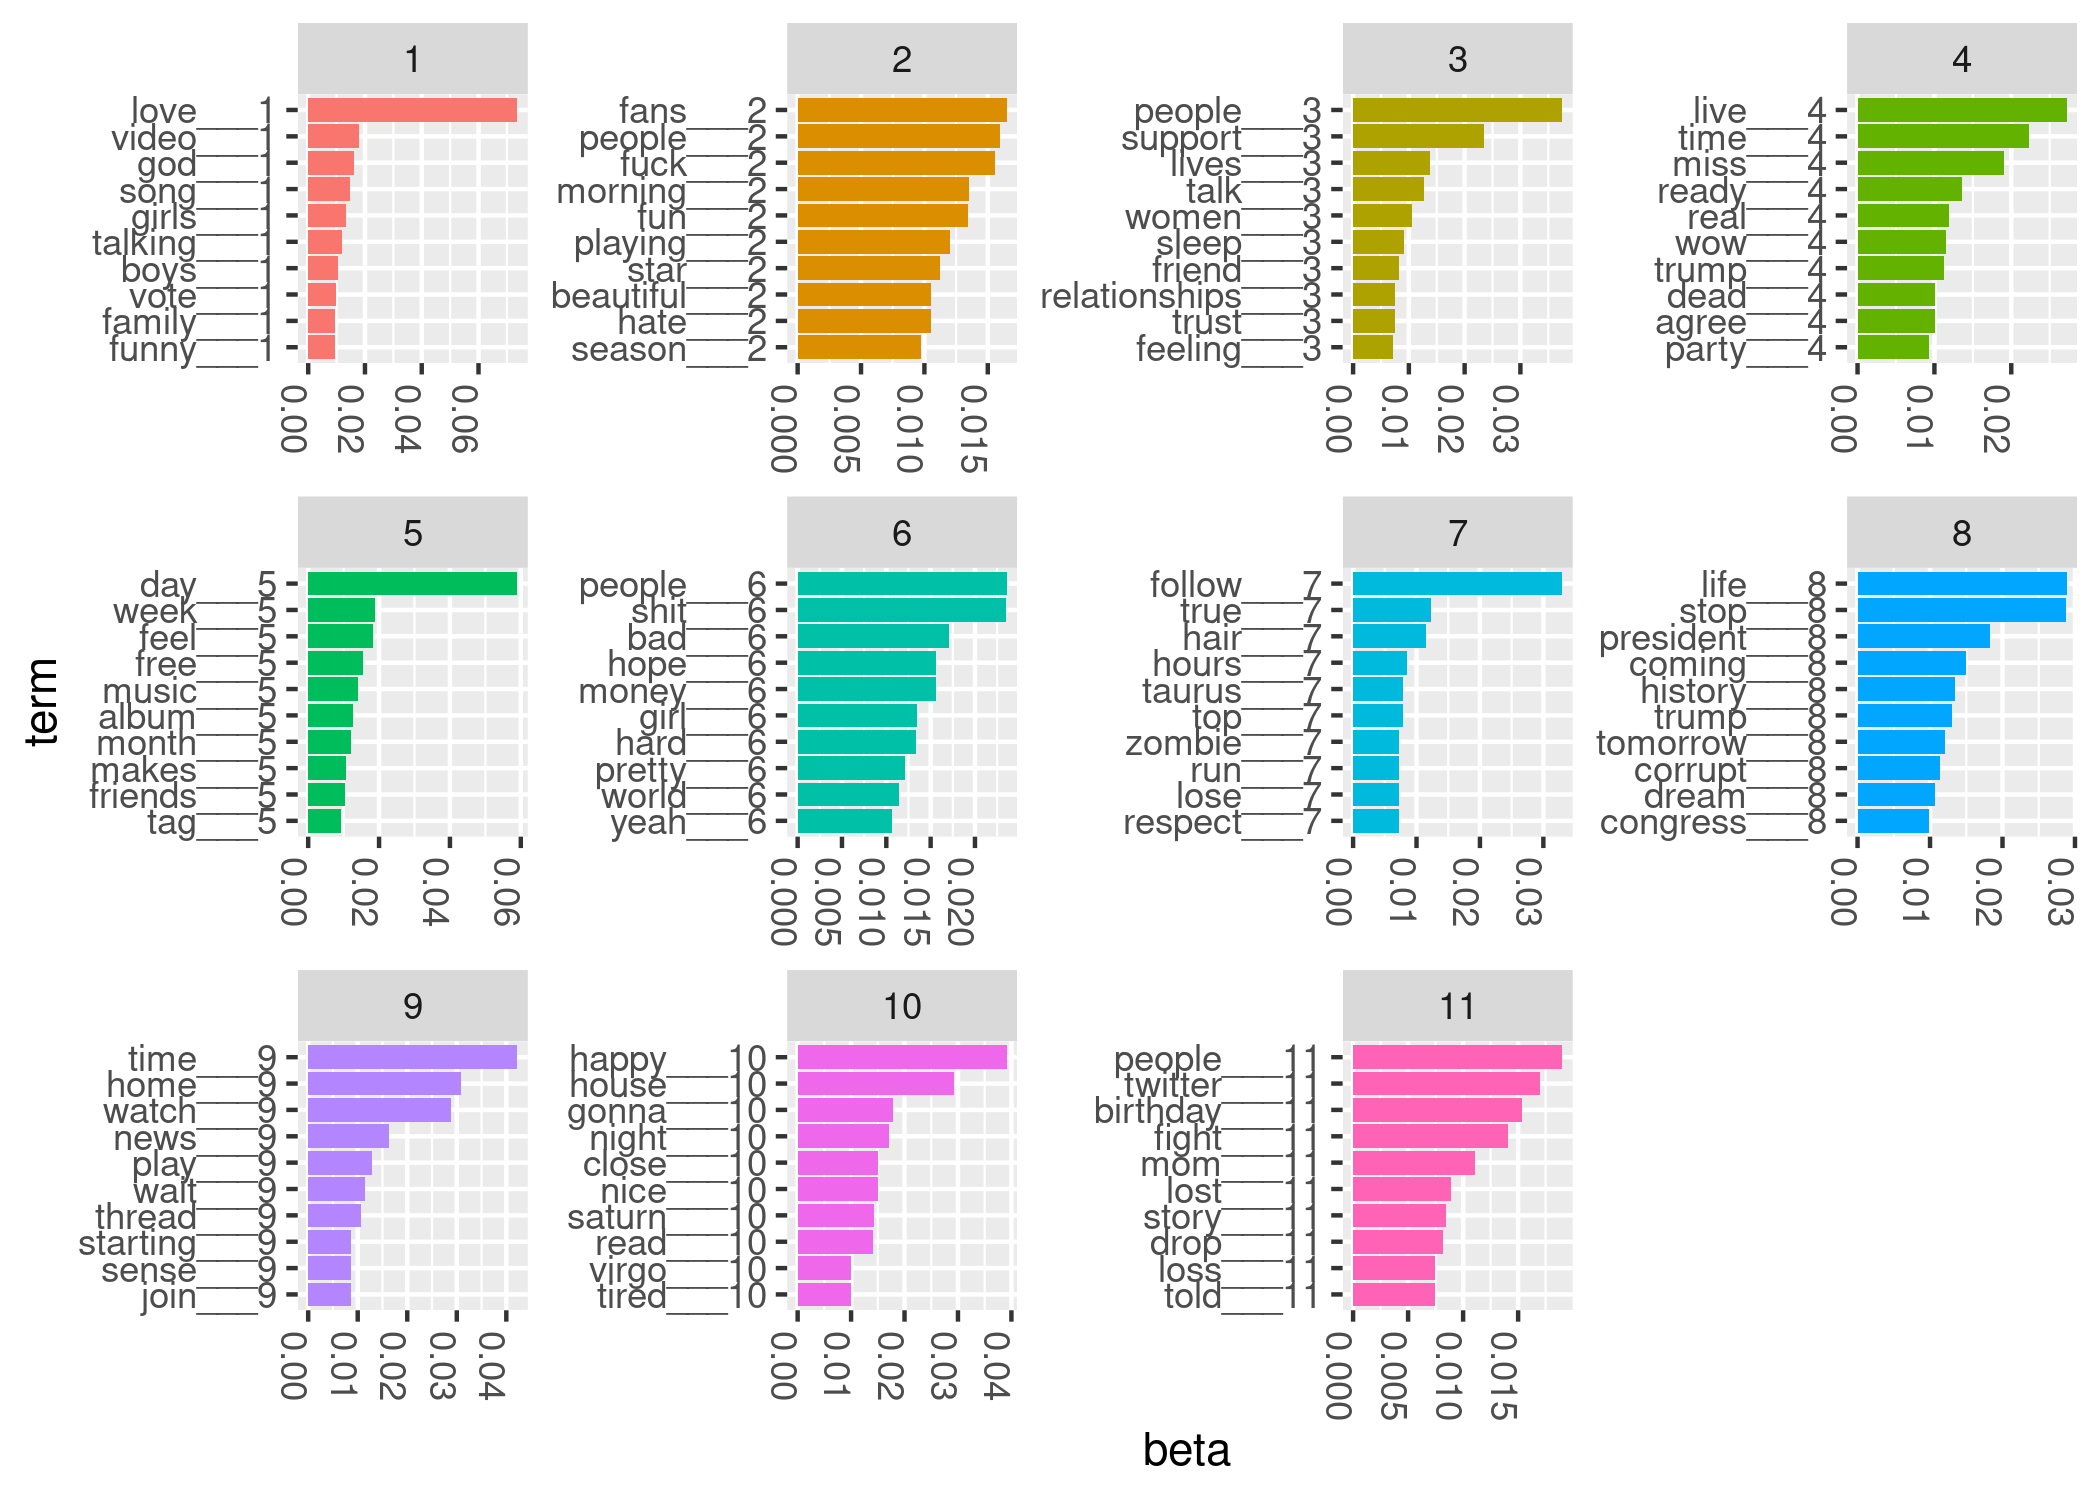 1
love___1
video___1
god___1
song___1
girls___1
talking___1
boys___1
vote___1
family___1
funny___1
0.00 0.02 0.04 0.06
2
fans___2
people___2
fuck___2
morning___2
fun___2
playing___2
star___2
beautiful___2
hate___2
season___2
0.000 0.005 0.010 0.015
3
people___3
support___3
lives___3
talk___3
women___3
sleep___3
friend___3
relationships___3
trust___3
feeling___3
0.00 0.01 0.02 0.03
4
live___4
time___4
miss___4
ready___4
real___4
wow___4
trump___4
dead___4
agree___4
party___4
0.00 0.01 0.02
term
5
day___5
week___5
feel___5
free___5
music___5
album___5
month___5
makes___5
friends___5
tag___5
0.00 0.02 0.04 0.06
6
people___6
shit___6
bad___6
hope___6
money___6
girl___6
hard___6
pretty___6
world___6
yeah___6
0.000 0.005 0.010 0.015 0.020
7
follow___7
true___7
hair___7
hours___7
taurus___7
top___7
zombie___7
run___7
lose___7
respect___7
0.00 0.01 0.02 0.03
8
life___8
stop___8
president___8
coming___8
history___8
trump___8
tomorrow___8
corrupt___8
dream___8
congress___8
0.00 0.01 0.02 0.03
9
time___9
home___9
watch___9
news___9
play___9
wait___9
thread___9
starting___9
sense___9
join___9
0.00 0.01 0.02 0.03 0.04
10
happy___10
house___10
gonna___10
night___10
close___10
nice___10
saturn___10
read___10
virgo___10
tired___10
0.00 0.01 0.02 0.03 0.04
11
people___11
twitter___11
birthday___11
fight___11
mom___11
lost___11
story___11
drop___11
loss___11
told___11
0.000 0.005 0.010 0.015
beta